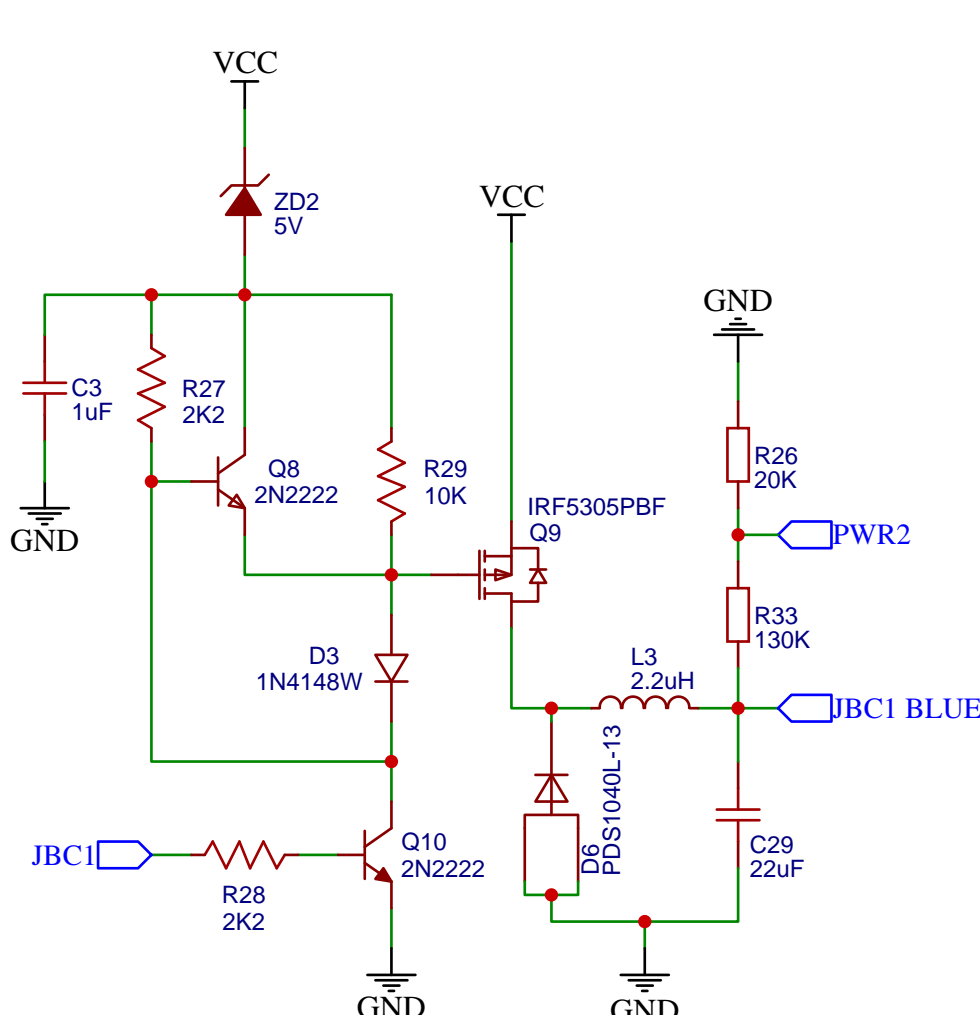 VCC
ZD2
5V
VCC
GND
C3
1uF
R27
2K2
Q8
2N2222
R29
10K
R26
20K
IRF5305PBF
Q9
PWR2
GND
R33
130K
D3
1N4148W
L3
2.2uH
JBC1 BLUE
D6
PDS1040L-13
JBC1
Q10
2N2222
C29
22uF
R28
2K2
GND
GND